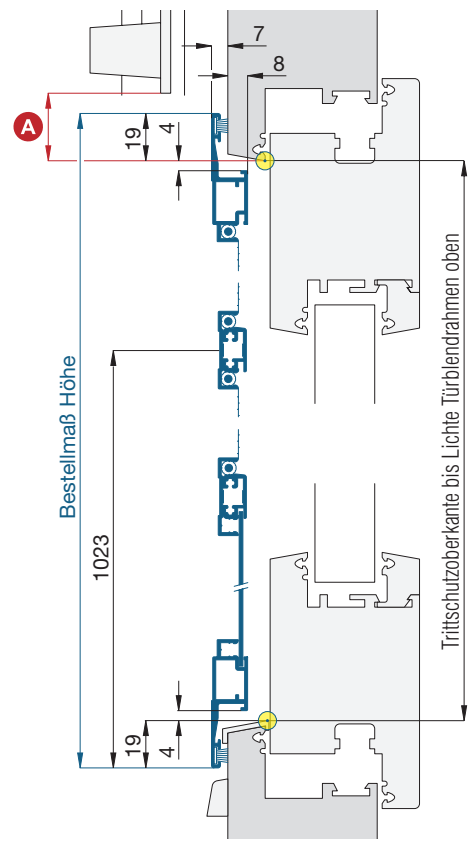 7
8
A
19
4
Bestellmaß Höhe
1023
Trittschutzoberkante bis Lichte Türblendrahmen oben
19
4